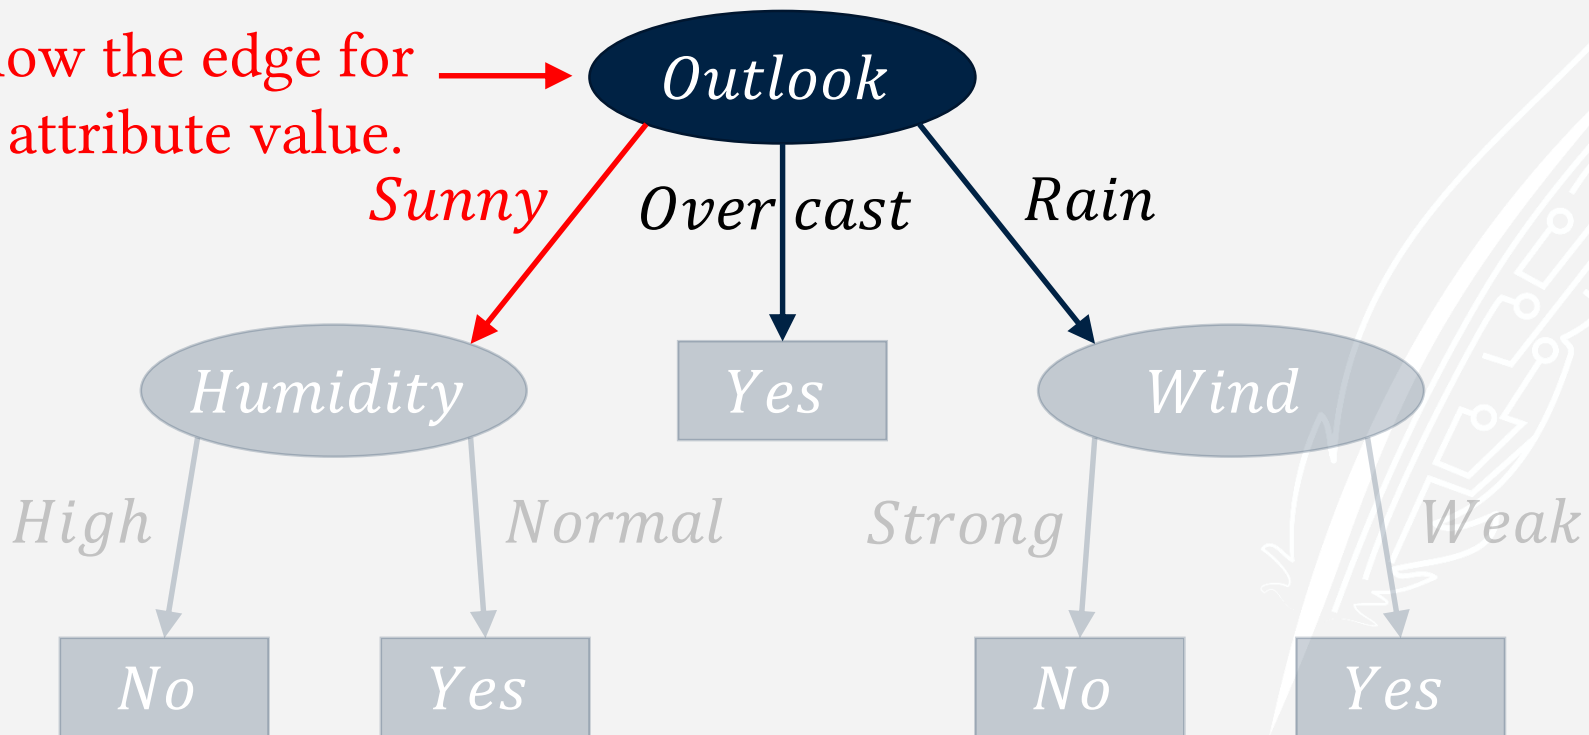 low the edge for
attribute value.
Outlook
Sunny
Over cast
Rain
Humidity
Yes
Wind
High
Normal
Strong
Weak
No
Yes
No
Yes